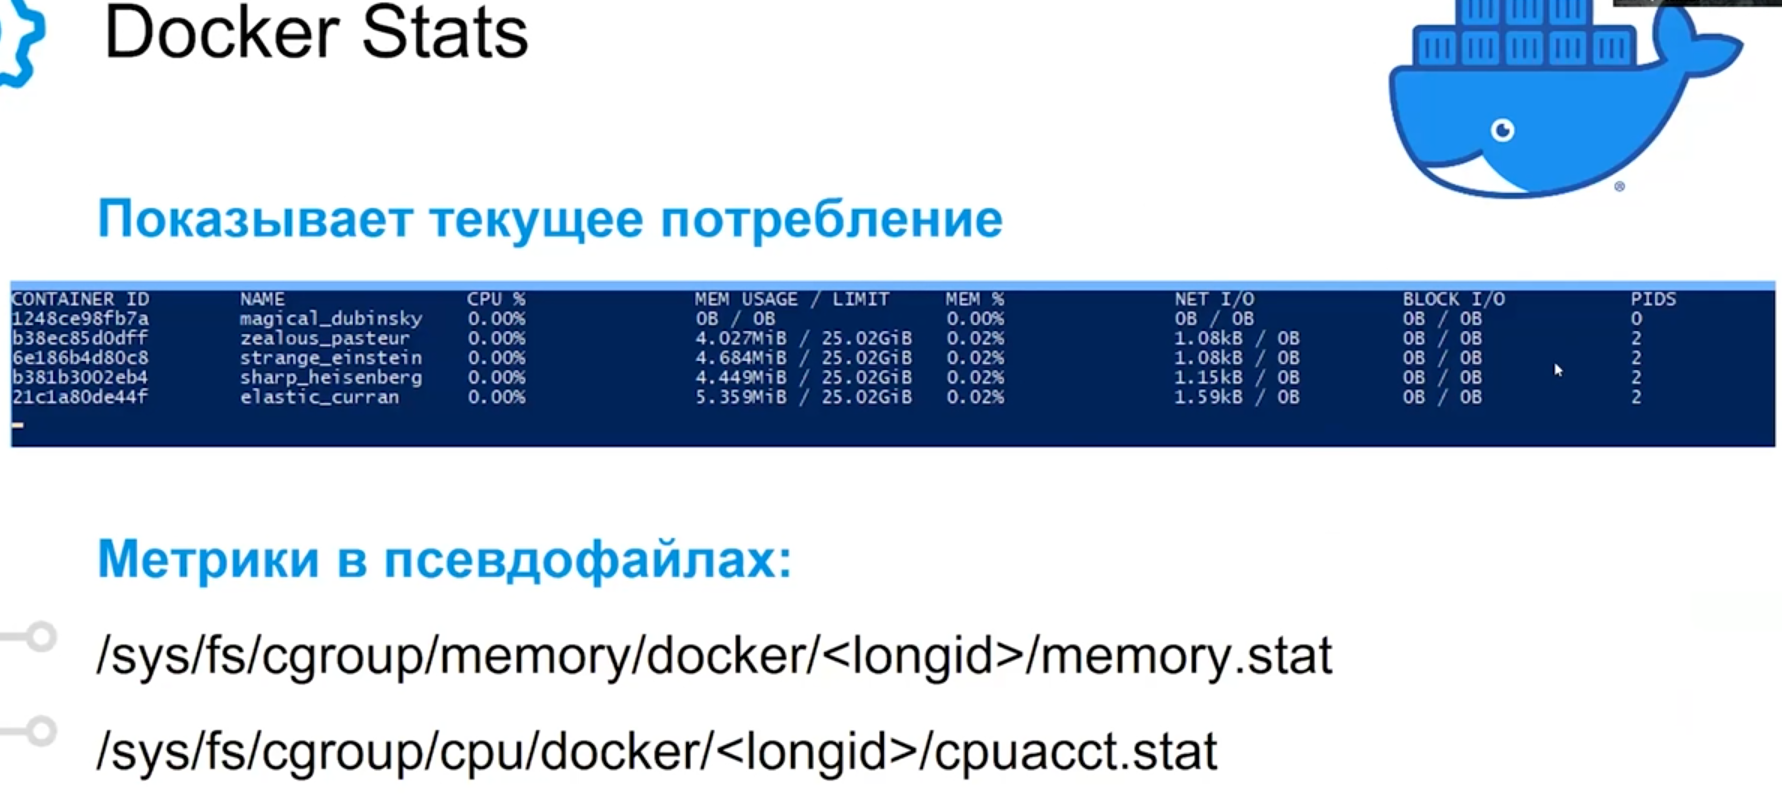 Docker Stats
®
Показывает текущее потребление
CONTAINER ID NAME CPU % MEM USAGE / LIMIT MEM % NET I/O BLOCK I/O PIDS
1248ce98fb7a magical_dubinsky 0.00% 0B / 0B 0.00% 0B / 0B 0B / 0B 0
b38ec85d0dff zealous_pasteur 0.00% 4.027MiB / 25.02GiB 0.02% 1.08kB / 0B 0B / 0B 2
6e186b4d80c8 strange_einstein 0.00% 4.684MiB / 25.02GiB 0.02% 1.08kB / 0B 0B / 0B 2
b381b3002eb4 sharp_heisenberg 0.00% 4.449MiB / 25.02GiB 0.02% 1.15kB / 0B 0B / 0B 2
21c1a80de44f elastic_curran 0.00% 5.359MiB / 25.02GiB 0.02% 1.59kB / 0B 0B / 0B 2
Метрики в псевдофайлах:
/sys/fs/cgroup/memory/docker/<longid>/memory.stat
/sys/fs/cgroup/cpu/docker/<longid>/cpuacct.stat